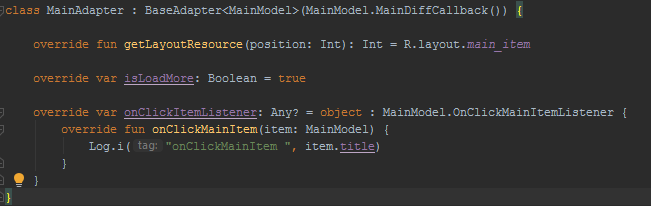 class MainAdapter : BaseAdapter<MainModel>(MainModel.MainDiffCallback()) {
override fun getLayoutResource(position: Int): Int = R.layout.main_item
override var isLoadMore: Boolean = true
override var onClickItemListener: Any? = object : MainModel.OnClickMainItemListener {
override fun onClickMainItem(item: MainModel) {
Log.i( tag: "onClickMainItem ", item.title)
}
}
}